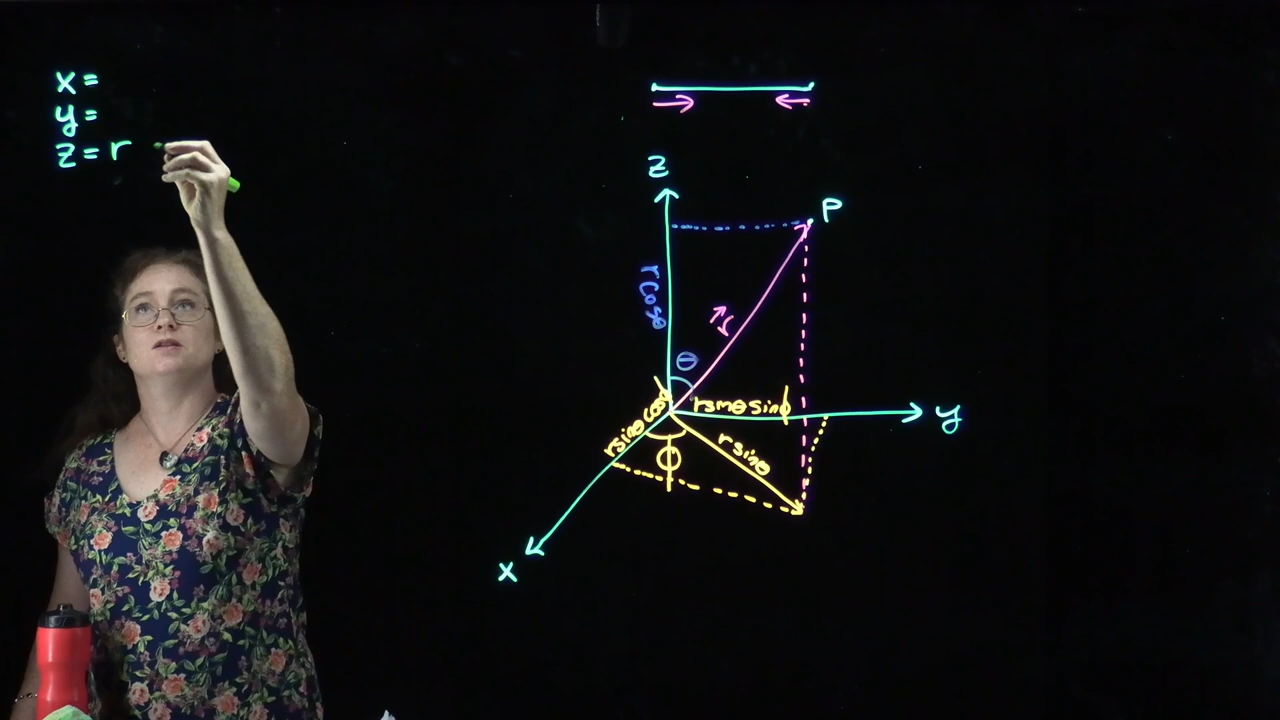 x =
y =
z = r
z
P
r cosθ
r⃗
θ
r sinθ cosϕ
r sinθ sinϕ
y
r sinθ
ϕ
x